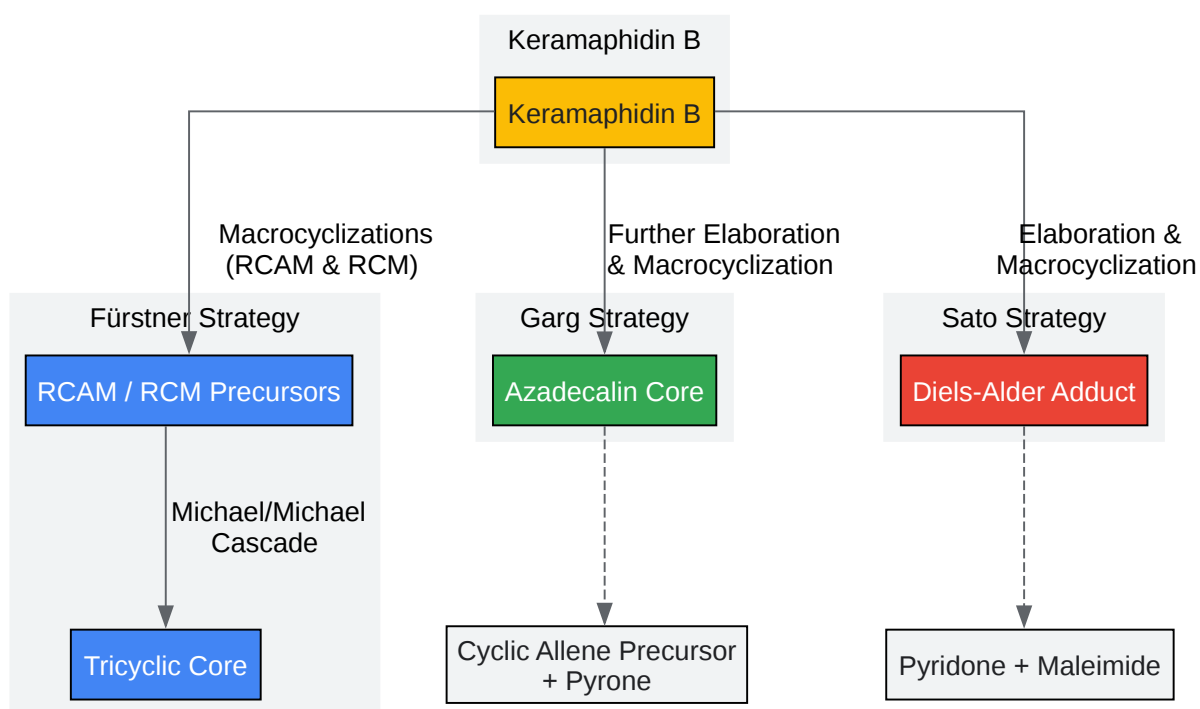 Keramaphidin B
Keramaphidin B
Macrocyclizations
(RCAM & RCM)
Further Elaboration
& Macrocyclization
Elaboration &
Macrocyclization
Fürstner Strategy
Garg Strategy
Sato Strategy
RCAM / RCM Precursors
Azadecalin Core
Diels-Alder Adduct
Michael/Michael
Cascade
Tricyclic Core
Cyclic Allene Precursor
+ Pyrone
Pyridone + Maleimide